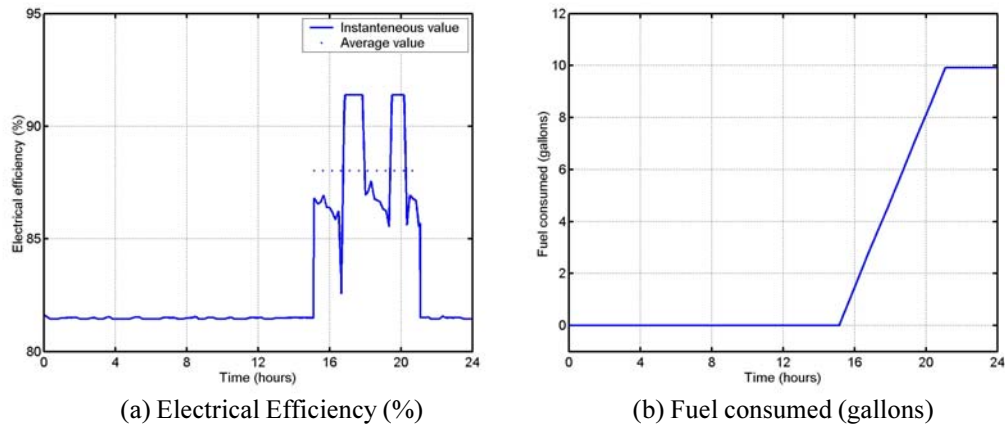 95
90
85
80
Electrical efficiency (%)
Instanteneous value
Average value
0 4 8 12 16 20 24
Time (hours)
(a) Electrical Efficiency (%)
12
10
8
6
4
2
0
Fuel consumed (gallons)
0 4 8 12 16 20 24
Time (hours)
(b) Fuel consumed (gallons)